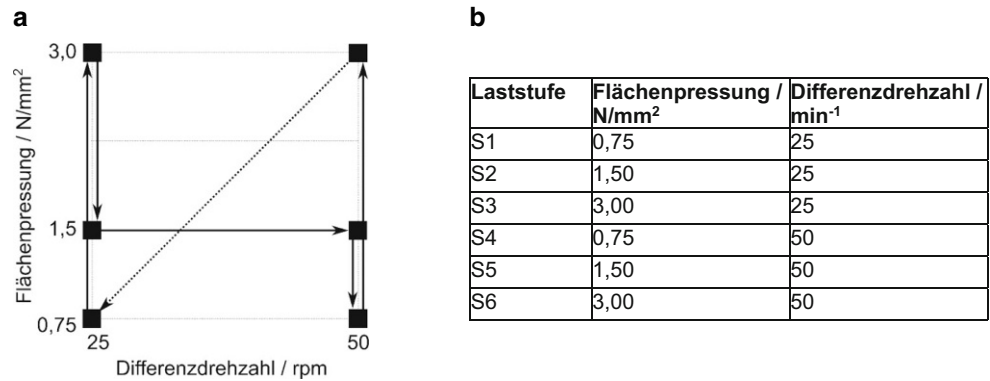 a
3,0
1,5
0,75
Flächenpressung / N/mm²
25 50
Differenzdrehzahl / rpm
b
Laststufe Flächenpressung / N/mm² Differenzdrehzahl / min⁻¹
S1 0,75 25
S2 1,50 25
S3 3,00 25
S4 0,75 50
S5 1,50 50
S6 3,00 50